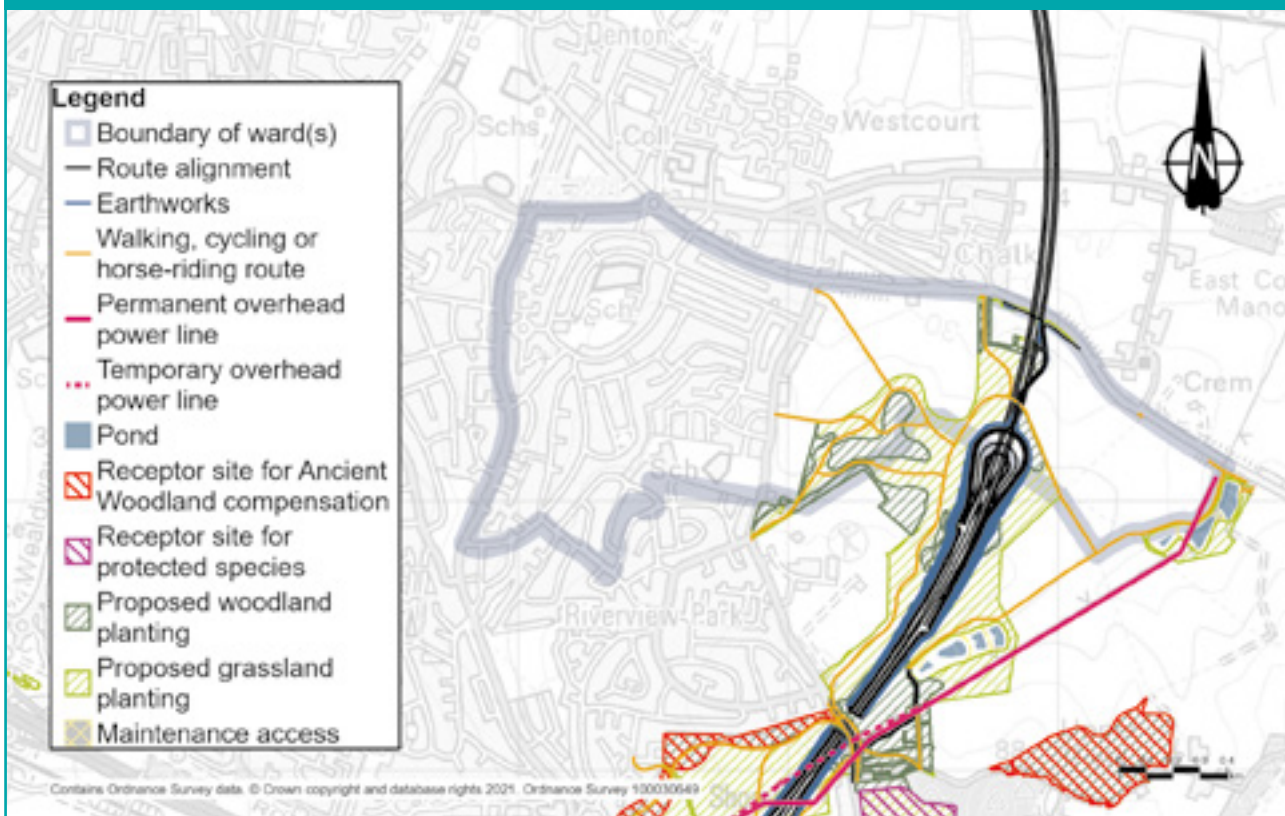 Denton
Schs
Coll
Westcourt
N
Legend
Boundary of ward(s)
Route alignment
Earthworks
Walking, cycling or
horse-riding route
Permanent overhead
power line
Temporary overhead
power line
Pond
Receptor site for Ancient
Woodland compensation
Receptor site for
protected species
Proposed woodland
planting
Proposed grassland
planting
Maintenance access
Chalk
East Co
Mano
Sch
Crem
Sch
Wealdway
Riverview Park
88
Contains Ordnance Survey data. © Crown copyright and database rights 2021. Ordnance Survey 100030649